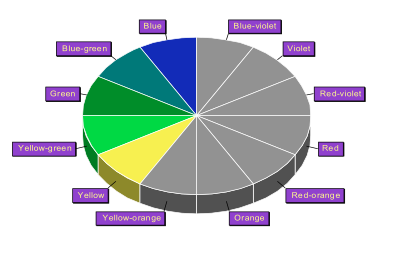 Blue
Blue-violet
Blue-green
Violet
Green
Red-violet
Yellow-green
Red
Yellow
Red-orange
Yellow-orange
Orange